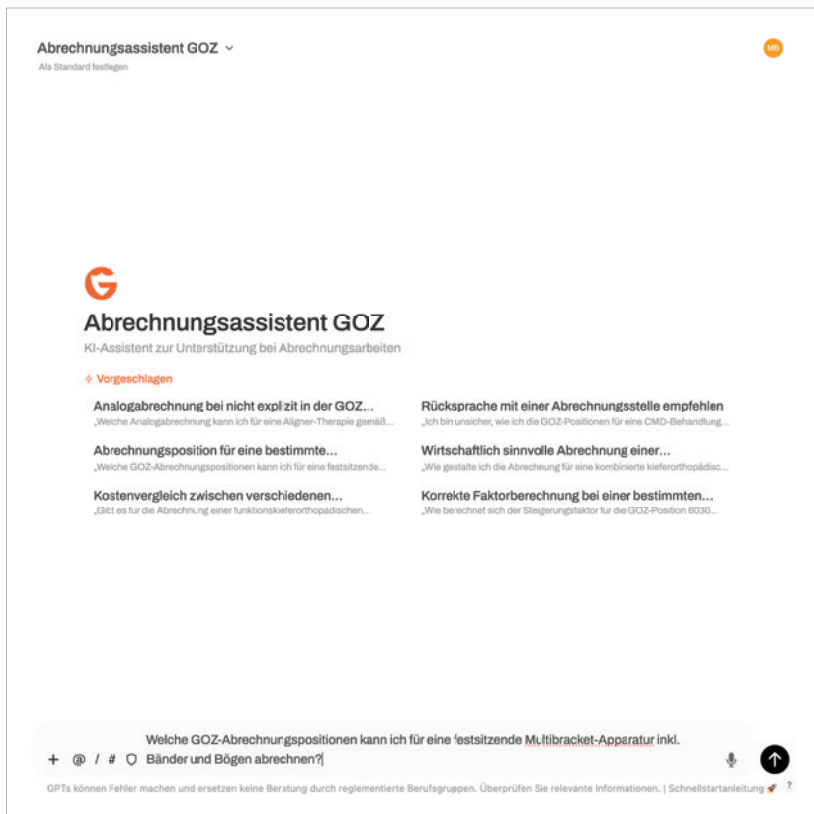 Abrechnungsassistent GOZ
MB
Als Standard festlegen
G
Abrechnungsassistent GOZ
KI-Assistent zur Unterstützung bei Abrechnungsarbeiten
Vorgeschlagen
Analogabrechnung bei nicht explizit in der GOZ...
„Welche Analogabrechnung kann ich für eine Aligner-Therapie gemäß...
Rücksprache mit einer Abrechnungsstelle empfehlen
„Ich bin unsicher, wie ich die GOZ-Positionen für eine CMD-Behandlung...
Abrechnungsposition für eine bestimmte...
„Welche GOZ-Abrechnungspositionen kann ich für eine festsitzende...
Wirtschaftlich sinnvolle Abrechnung einer...
„Wie gestalte ich die Abrechnung für eine kombinierte kieferorthopädisc...
Kostenvergleich zwischen verschiedenen...
„Gibt es für die Abrechnung einer funktionskieferorthopädischen...
Korrekte Faktorberechnung bei einer bestimmten...
„Wie berechnet sich der Steigerungsfaktor für die GOZ-Position 6030...
Welche GOZ-Abrechnungspositionen kann ich für eine festsitzende Multibracket-Apparatur inkl.
+ @ / # Bänder und Bögen abrechnen?
GPTs können Fehler machen und ersetzen keine Berstung durch reglementierte Berufsgruppen. Überprüfen Sie relevante Informationen. | Schnellstartanleitung 🚀 ?